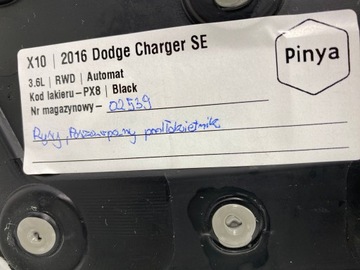 X10 | 2016 Dodge Charger SE
3.6L | RWD | Automat
Kod lakieru – PX8 | Black
Nr magazynowy - 02539
Rysy, podłokietnik
Pinya